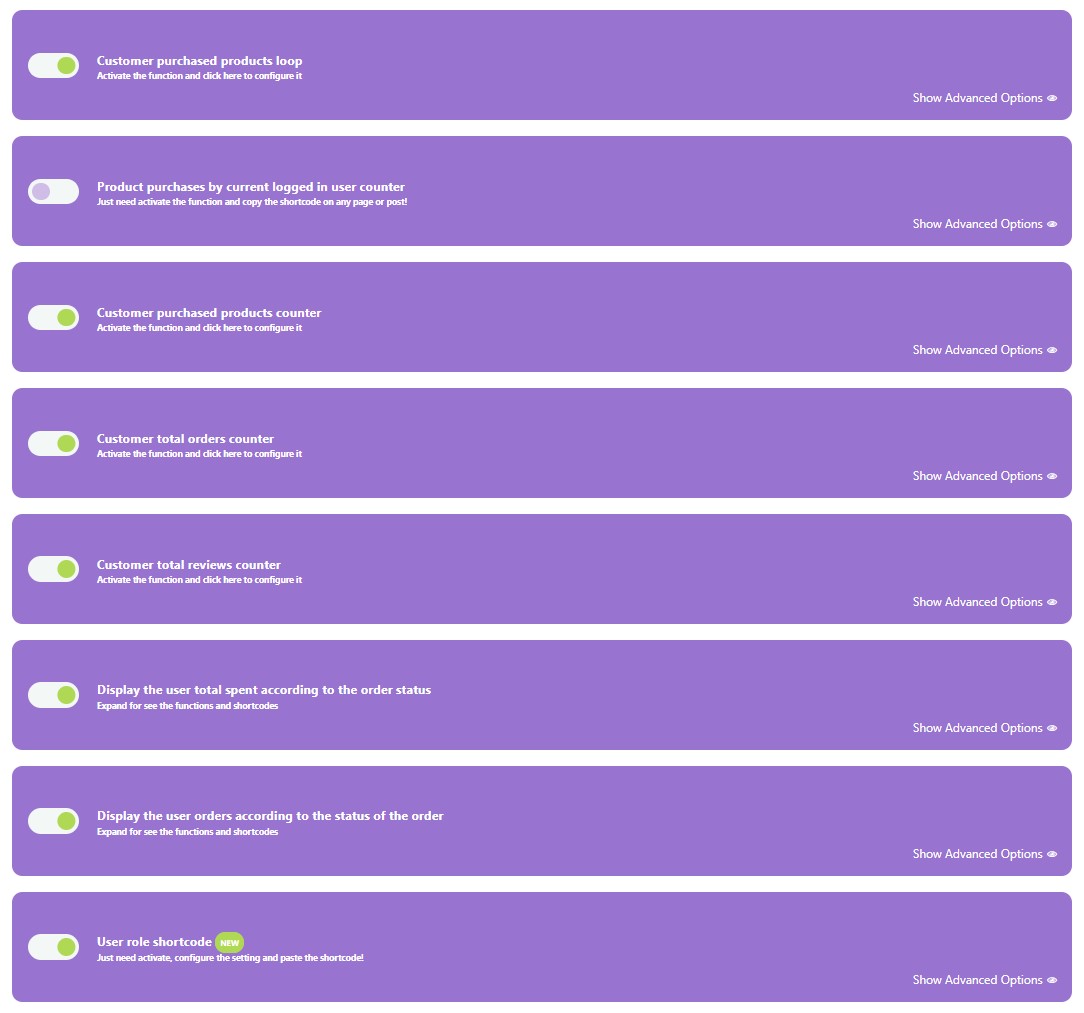 Customer purchased products loop
Activate the function and click here to configure it
Show Advanced Options
Product purchases by current logged in user counter
Just need activate the function and copy the shortcode on any page or post!
Show Advanced Options
Customer purchased products counter
Activate the function and click here to configure it
Show Advanced Options
Customer total orders counter
Activate the function and click here to configure it
Show Advanced Options
Customer total reviews counter
Activate the function and click here to configure it
Show Advanced Options
Display the user total spent according to the order status
Expand for see the functions and shortcodes
Show Advanced Options
Display the user orders according to the status of the order
Expand for see the functions and shortcodes
Show Advanced Options
User role shortcode NEW
Just need activate, configure the setting and paste the shortcode!
Show Advanced Options